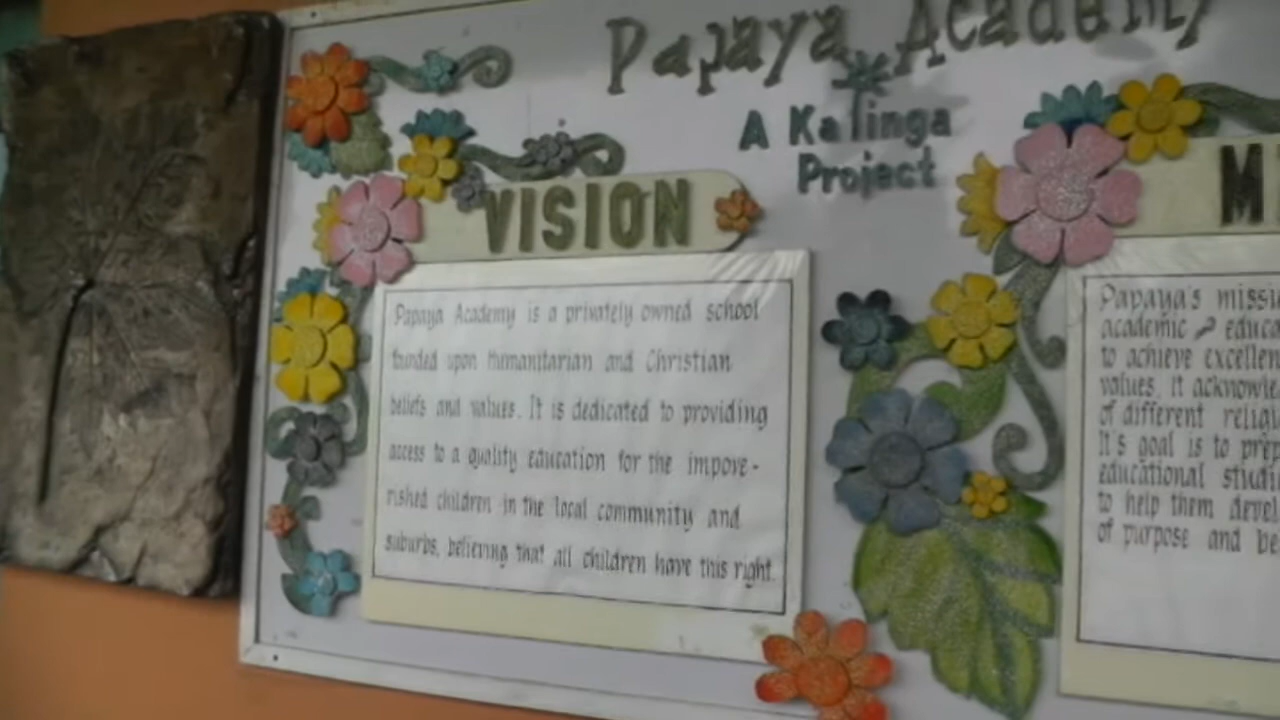 Papaya Academy
A Kalinga
Project
VISION
Papaya Academy is a privately owned school
founded upon humanitarian and Christian
beliefs and values. It is dedicated to providing
access to a quality education for the impove-
rished children in the local community and
suburbs, believing that all children have this right.
M
Papaya's missi
academic educa
to achieve excellen
values. It acknowle
of different religi
It's goal is to prep
educational studi
to help them devel
of purpose and be